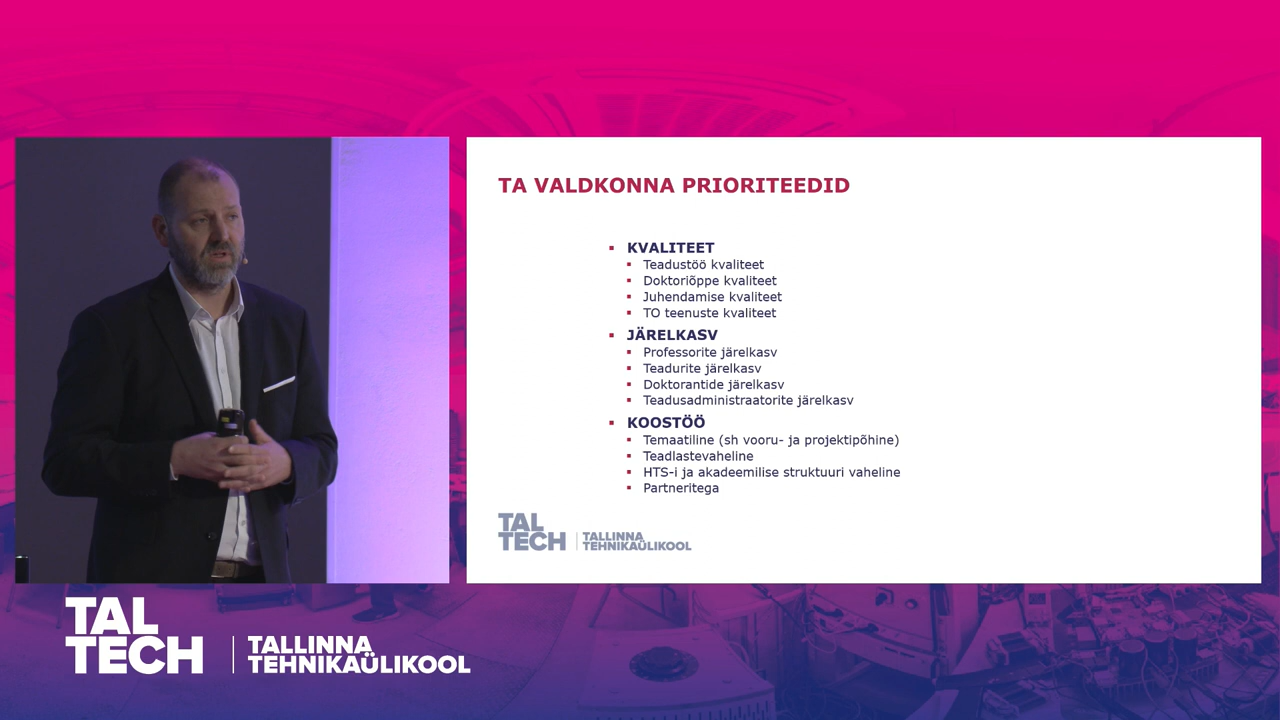 TA VALDKONNA PRIORITEEDID
KVALITEET
Teadustöö kvaliteet
Doktoriõppe kvaliteet
Juhendamise kvaliteet
TO teenuste kvaliteet
JÄRELKASV
Professorite järelkasv
Teadurite järelkasv
Doktorantide järelkasv
Teadusadministraatorite järelkasv
KOOSTÖÖ
Temaatiline (sh vooru- ja projektipõhine)
Teadlastevaheline
HTS-i ja akadeemilise struktuuri vaheline
Partneritega
TAL
TECH
TALLINNA
TEHNIKAÜLIKOOL
TAL
TECH
TALLINNA
TEHNIKAÜLIKOOL